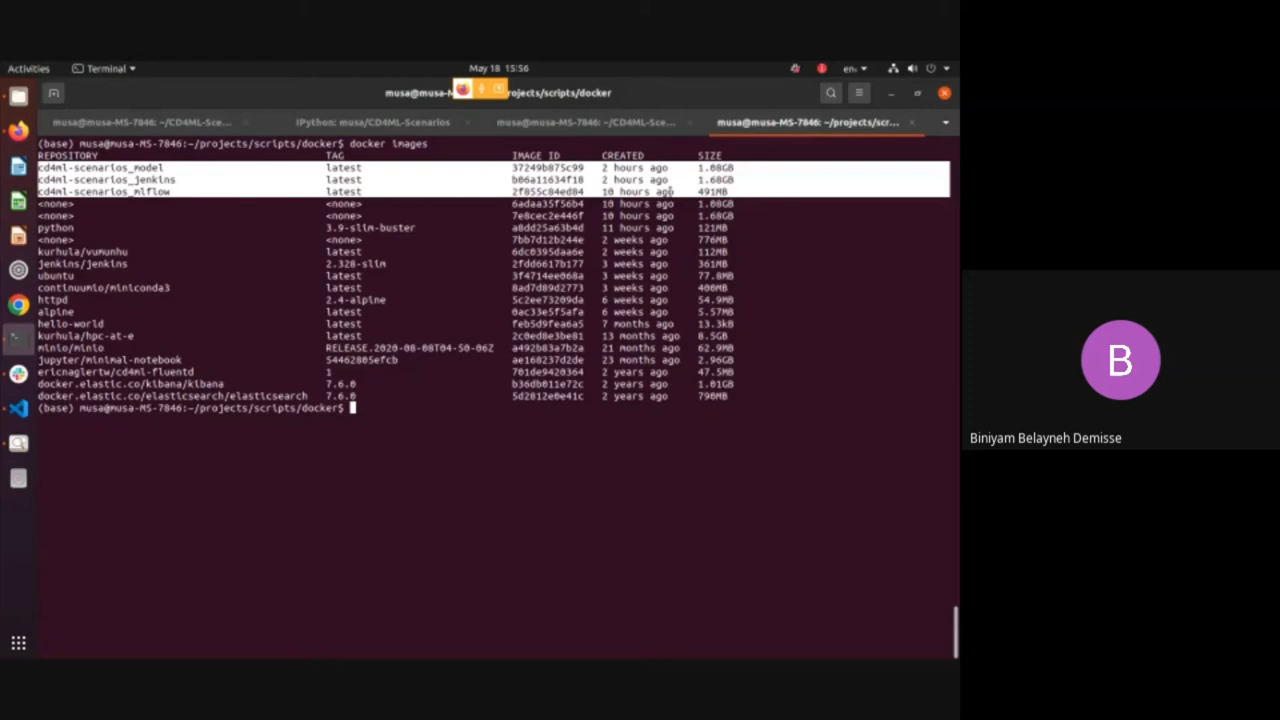 Activities Terminal May 18 15:56 en
musa@musa-M rojects/scripts/docker
musa@musa-MS-7846: ~/CD4ML-Sce... IPython: musa/CD4ML-Scenarios musa@musa-MS-7846: ~/CD4ML-Sce... musa@musa-MS-7846: ~/projects/scr...
(base) musa@musa-MS-7846:~/projects/scripts/docker$ docker images
REPOSITORY TAG IMAGE ID CREATED SIZE
cd4ml-scenarios_model latest 37249b875c99 2 hours ago 1.08GB
cd4ml-scenarios_jenkins latest b06a11634f18 2 hours ago 1.68GB
cd4ml-scenarios_mlflow latest 2f855c84ed84 10 hours ago 491MB
<none> <none> 6adaa35f56b4 10 hours ago 1.08GB
<none> <none> 7e8cec2e446f 10 hours ago 1.68GB
python 3.9-slim-buster a8dd25a63b4d 11 hours ago 121MB
<none> <none> 7bb7d12b244e 2 weeks ago 776MB
kurhula/vumunhu latest 6dc0395daa6e 2 weeks ago 112MB
jenkins/jenkins 2.328-slim 2fdd6617b177 3 weeks ago 361MB
ubuntu latest 3f4714ee068a 3 weeks ago 77.8MB
continuumio/miniconda3 latest 8ad7d89d2773 3 weeks ago 400MB
httpd 2.4-alpine 5c2ee73209da 6 weeks ago 54.9MB
alpine latest 0ac33e5f5afa 6 weeks ago 5.57MB
hello-world latest feb5d9fea6a5 7 months ago 13.3kB
kurhula/hpc-at-e latest 2c0ed8e3be81 13 months ago 8.5GB
minio/minio RELEASE.2020-08-08T04-50-06Z a492b83a7b2a 21 months ago 62.9MB
jupyter/minimal-notebook 54462805efcb ae168237d2de 23 months ago 2.96GB
ericnaglertw/cd4ml-fluentd 1 701de9420364 2 years ago 47.5MB
docker.elastic.co/kibana/kibana 7.6.0 b36db011e72c 2 years ago 1.01GB
docker.elastic.co/elasticsearch/elasticsearch 7.6.0 5d2812e0e41c 2 years ago 790MB
(base) musa@musa-MS-7846:~/projects/scripts/docker$
B
Biniyam Belayneh Demisse